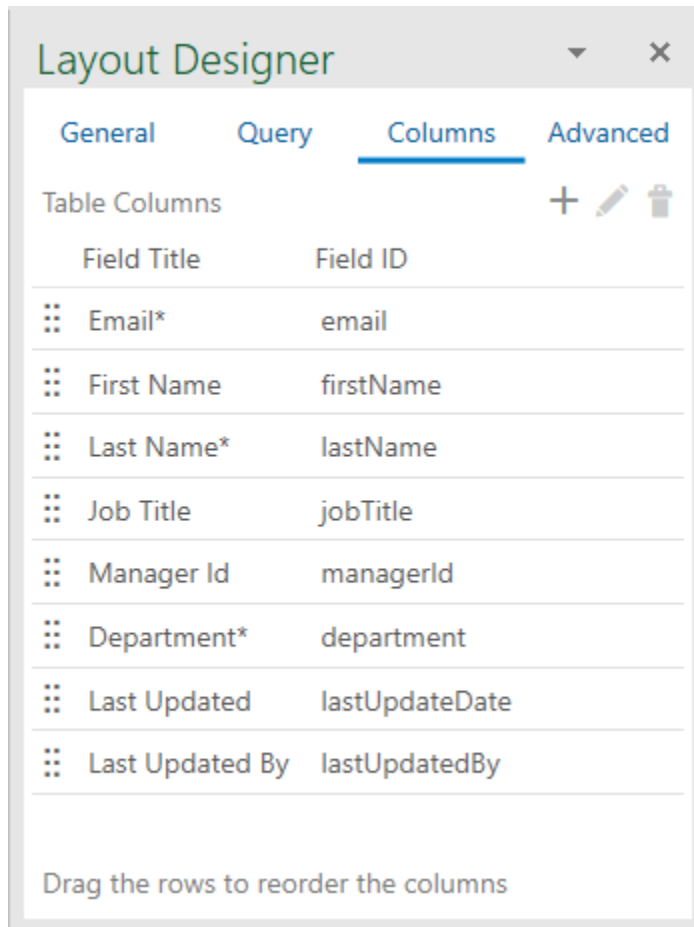 Layout Designer
General Query Columns Advanced
Table Columns
Field Title Field ID
Email* email
First Name firstName
Last Name* lastName
Job Title jobTitle
Manager Id managerId
Department* department
Last Updated lastUpdateDate
Last Updated By lastUpdatedBy
Drag the rows to reorder the columns